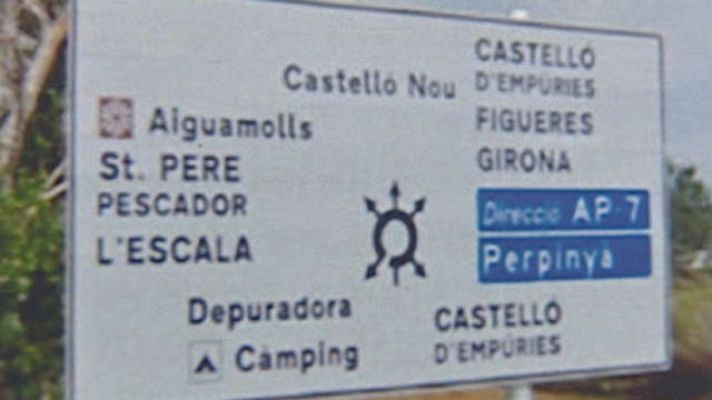 Castelló Nou
CASTELLÓ
D'EMPÚRIES
FIGUERES
GIRONA
Direcció AP-7
Perpinyà
Aiguamolls
St. PERE
PESCADOR
L'ESCALA
Depuradora
Càmping
CASTELLÓ
D'EMPÚRIES